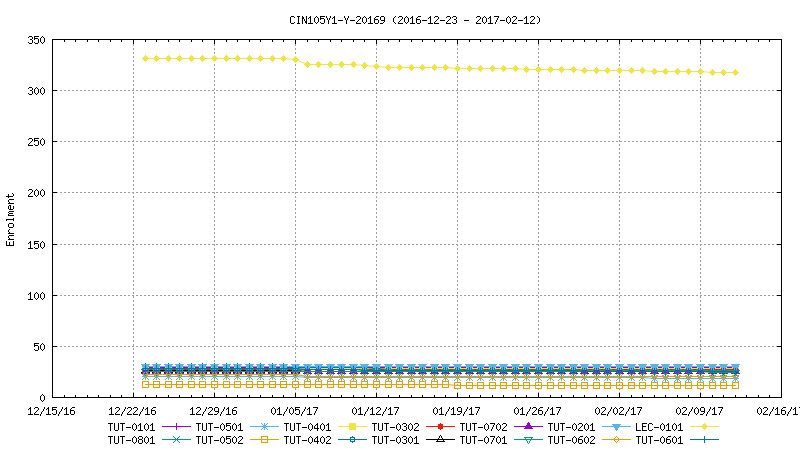 CIN105Y1-Y-20169 (2016-12-23 - 2017-02-12)
350
300
250
200
150
100
50
0
Enrolment
12/15/16 12/22/16 12/29/16 01/05/17 01/12/17 01/19/17 01/26/17 02/02/17 02/09/17 02/16/17
TUT-0101 TUT-0501 TUT-0401 TUT-0302 TUT-0702 TUT-0201 LEC-0101
TUT-0801 TUT-0502 TUT-0402 TUT-0301 TUT-0701 TUT-0602 TUT-0601